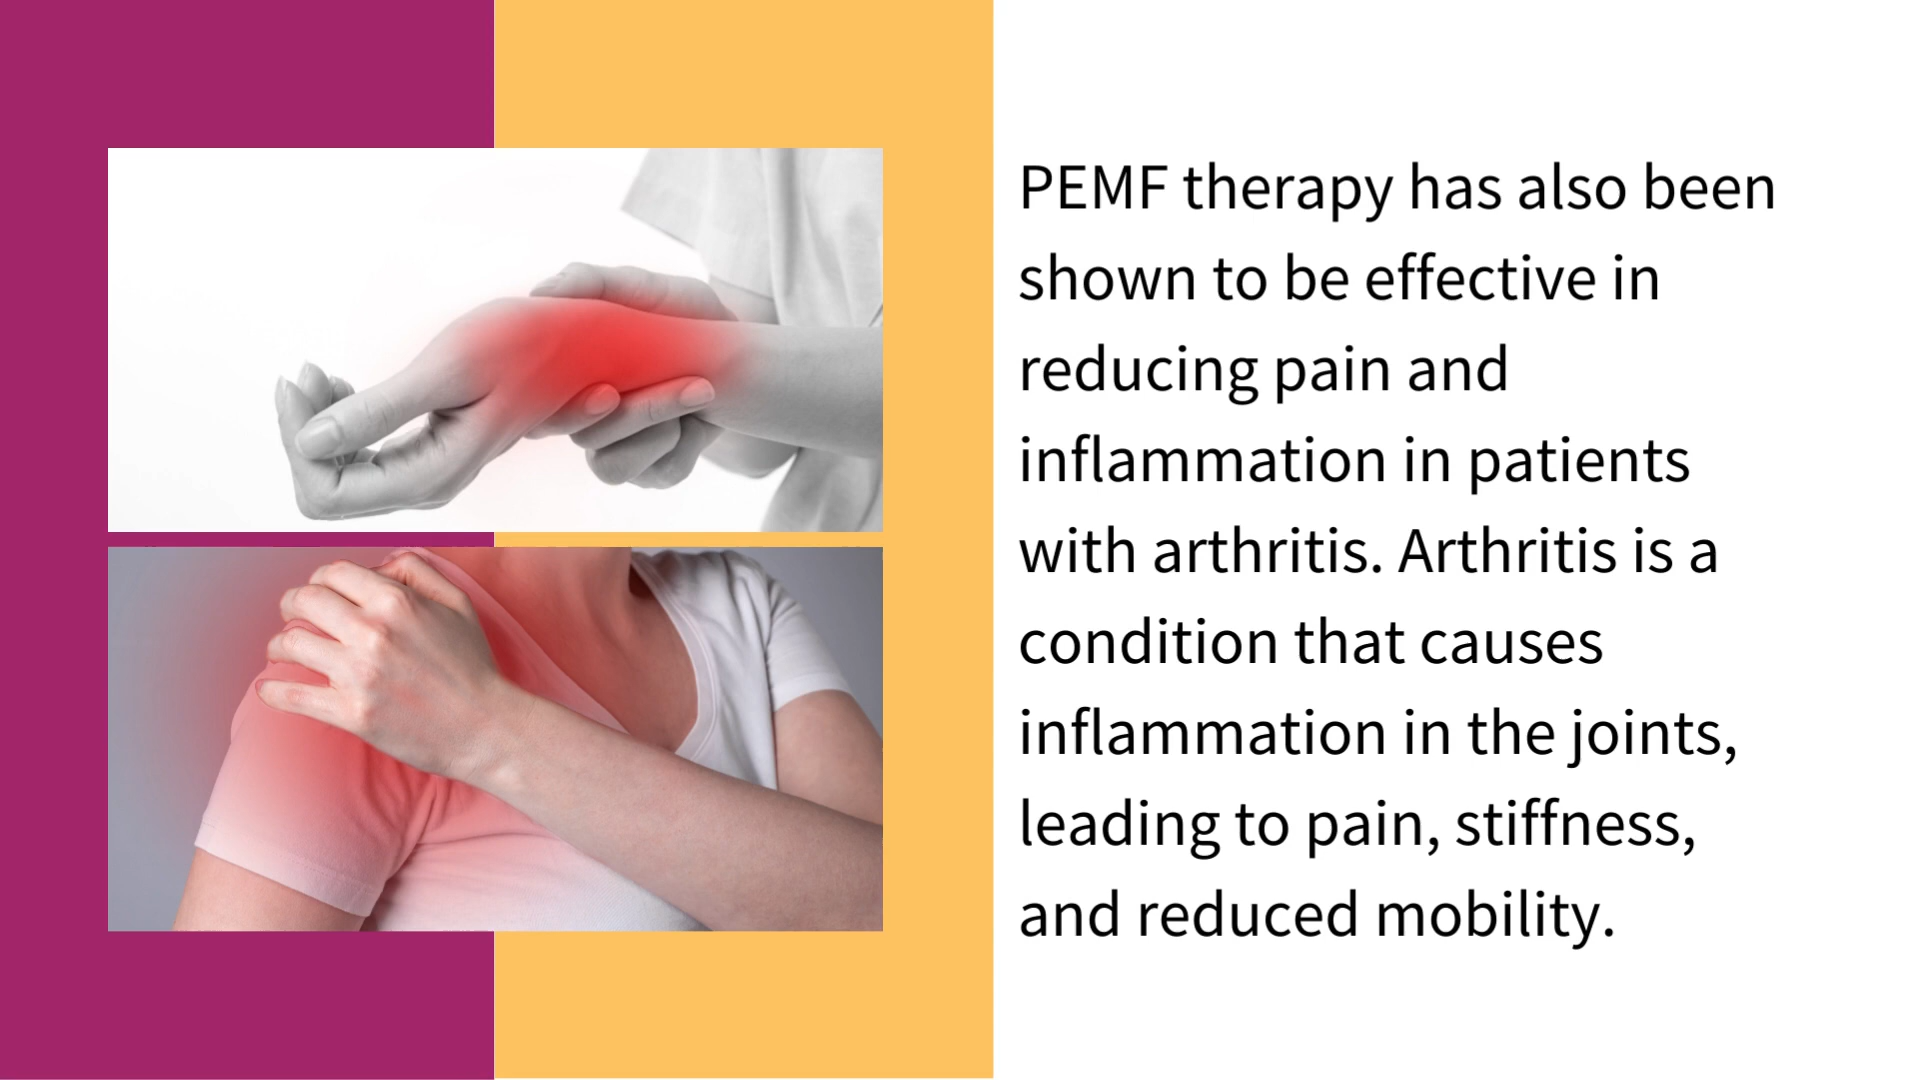 PEMF therapy has also been
shown to be effective in
reducing pain and
inflammation in patients
with arthritis. Arthritis is a
condition that causes
inflammation in the joints,
leading to pain, stiffness,
and reduced mobility.